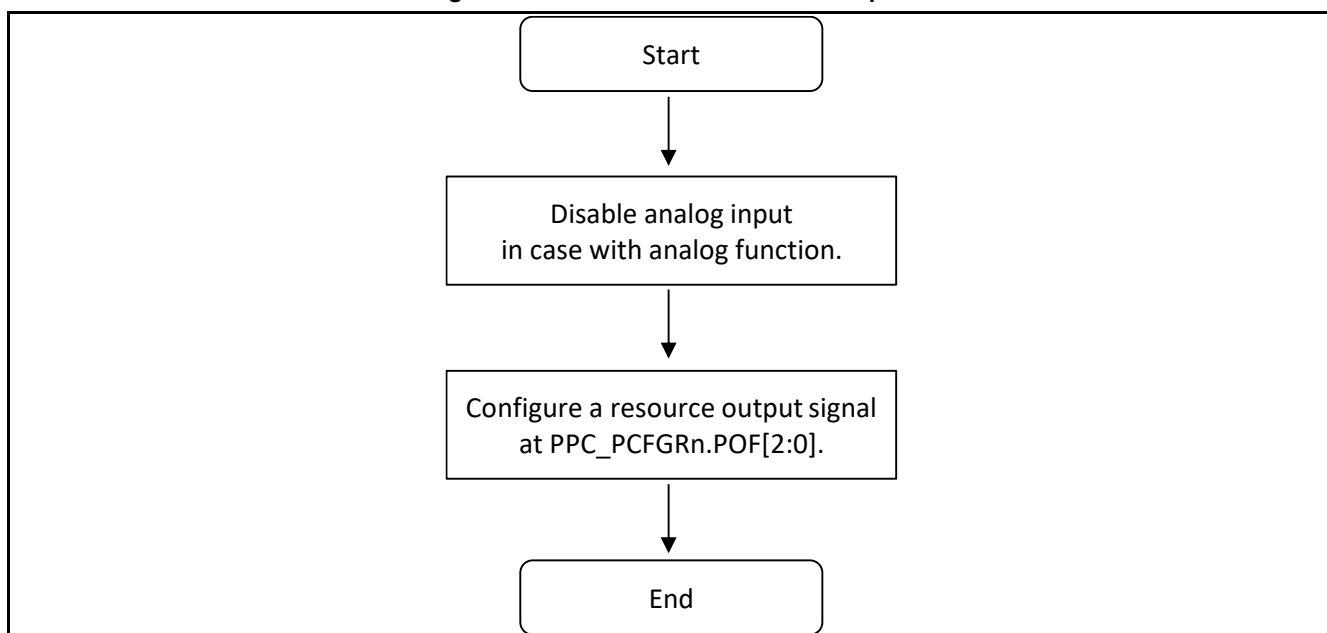 Start
Disable analog input
in case with analog function.
Configure a resource output signal
at PPC_PCFGRn.POF[2:0].
End